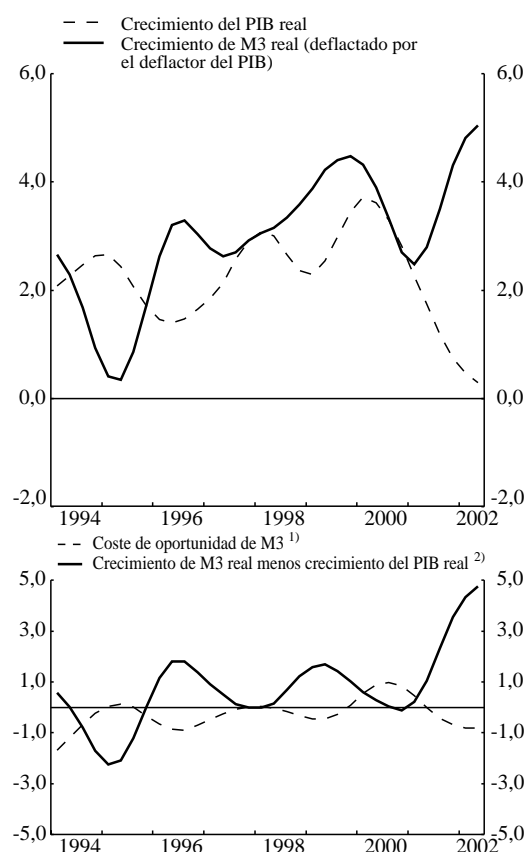 Crecimiento del PIB real
Crecimiento de M3 real (deflactado por
el deflactor del PIB)
6,0 6,0
4,0 4,0
2,0 2,0
0,0 0,0
-2,0 -2,0
1994 1996 1998 2000 2002
Coste de oportunidad de M3 1)
Crecimiento de M3 real menos crecimiento del PIB real 2)
5,0 5,0
3,0 3,0
1,0 1,0
-1,0 -1,0
-3,0 -3,0
-5,0 -5,0
1994 1996 1998 2000 2002